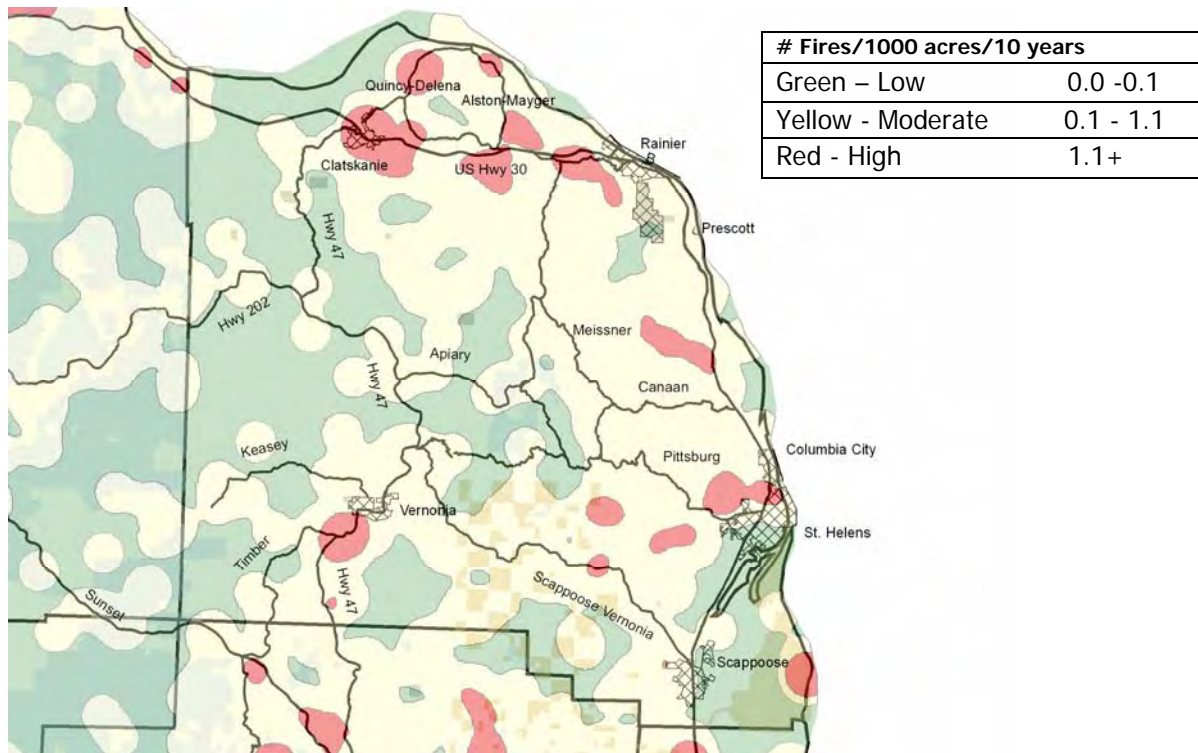 # Fires/1000 acres/10 years
Green – Low 0.0 -0.1
Yellow - Moderate 0.1 - 1.1
Red - High 1.1+
Quincy-Delena
Alston-Mayger
Rainier
Clatskanie
US Hwy 30
Prescott
Hwy 47
Hwy 202
Meissner
Apiary
Hwy 47
Canaan
Keasey
Pittsburg
Columbia City
Vernonia
St. Helens
Timber
Hwy 47
Scappoose Vernonia
Sunset
Scappoose